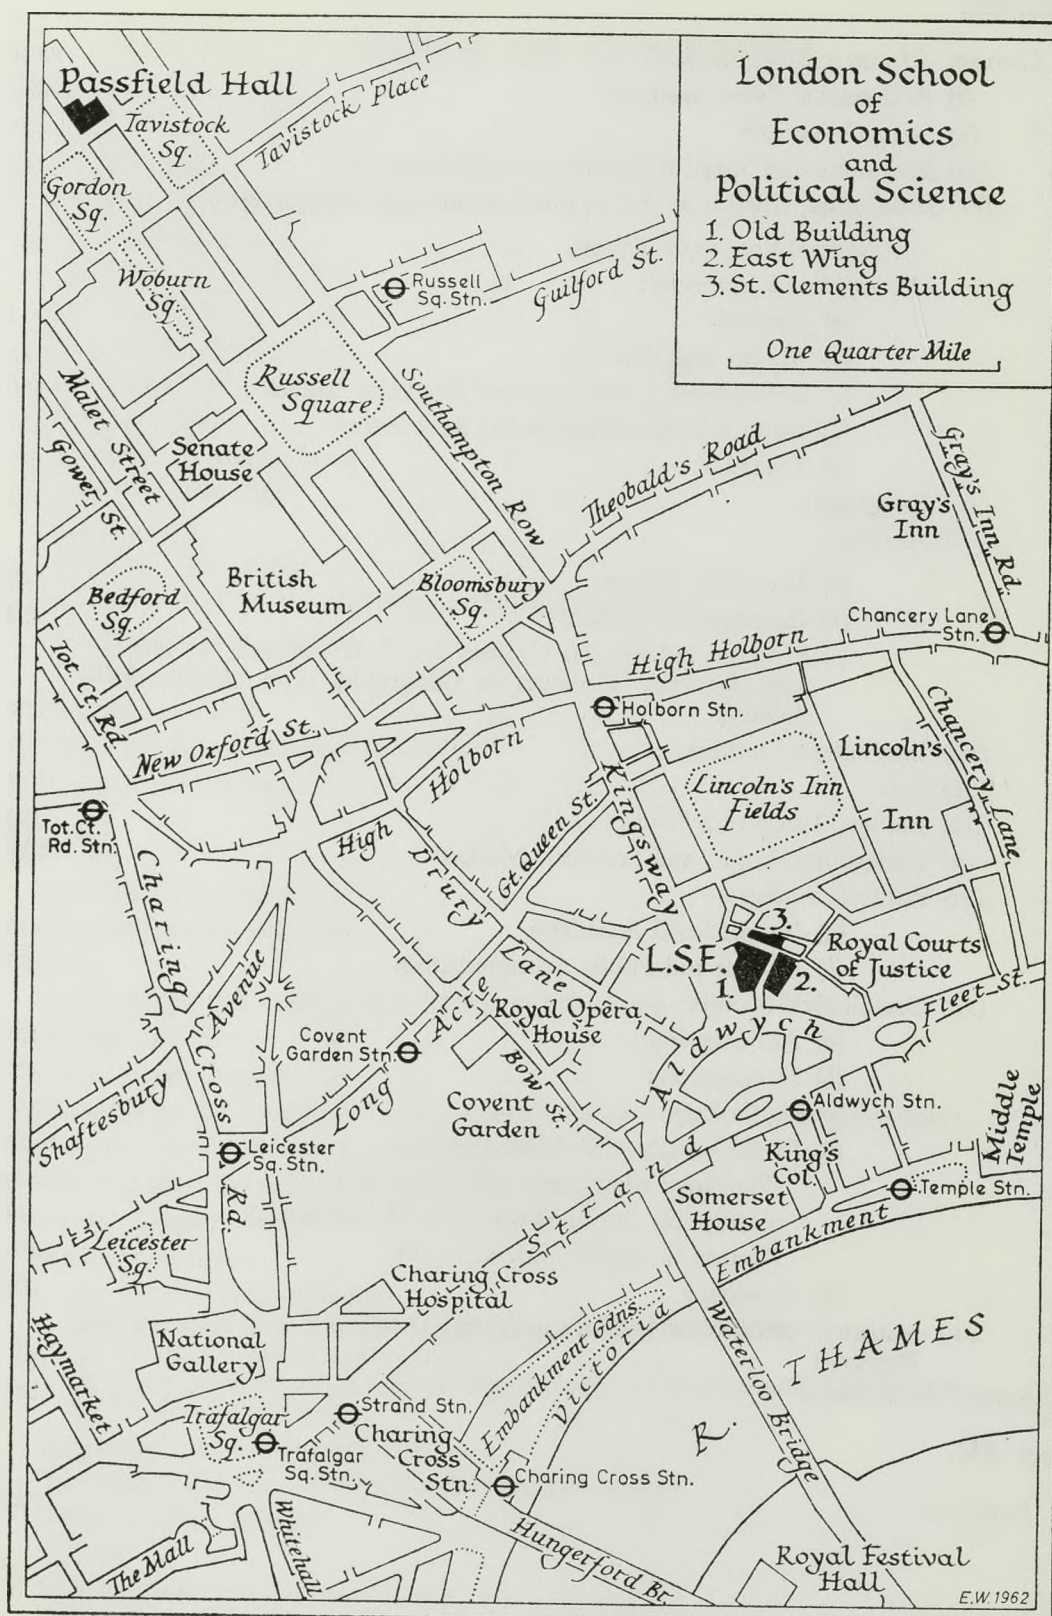 Passfield Hall
Tavistock
Sq.
Tavistock Place
Gordon
Sq.
Woburn
Sq.
Russell
Sq. Stn.
Guilford St.
London School
of
Economics
and
Political Science
1. Old Building
2. East Wing
3. St. Clements Building
One Quarter Mile
Russell
Square
Malet Street
Gower St.
Senate
House
Southampton Row
Theobald's Road
Gray's
Inn
Gray's Inn Rd.
British
Museum
Bedford
Sq.
Bloomsbury
Sq.
Chancery Lane
Stn.
High Holborn
Tot. Ct. Rd.
New Oxford St.
Holborn Stn.
Holborn
Kingsway
Lincoln's Inn
Fields
Lincoln's
Inn
Chancery Lane
Tot. Ct.
Rd. Stn.
High
Drury
Lane
Gt. Queen St.
Charing
Cross
Rd.
Avenue
Shaftesbury
L.S.E.
1.
2.
3.
Royal Courts
of Justice
Fleet St.
Aldwych
Acre
Long
Royal Opera
House
Covent
Garden Stn.
Bow St.
Covent
Garden
Aldwych Stn.
Middle
Temple
King's
Col.
Temple Stn.
Somerset
House
Embankment
Strand
Leicester
Sq. Stn.
Leicester
Sq.
Charing Cross
Hospital
Haymarket
National
Gallery
Embankment Gdns.
Victoria
Waterloo Bridge
R. THAMES
Trafalgar
Sq.
Strand Stn.
Trafalgar
Sq. Stn.
Charing
Cross
Stn.
Charing Cross Stn.
The Mall
Whitehall
Hungerford Br.
Royal Festival
Hall
E.W. 1962